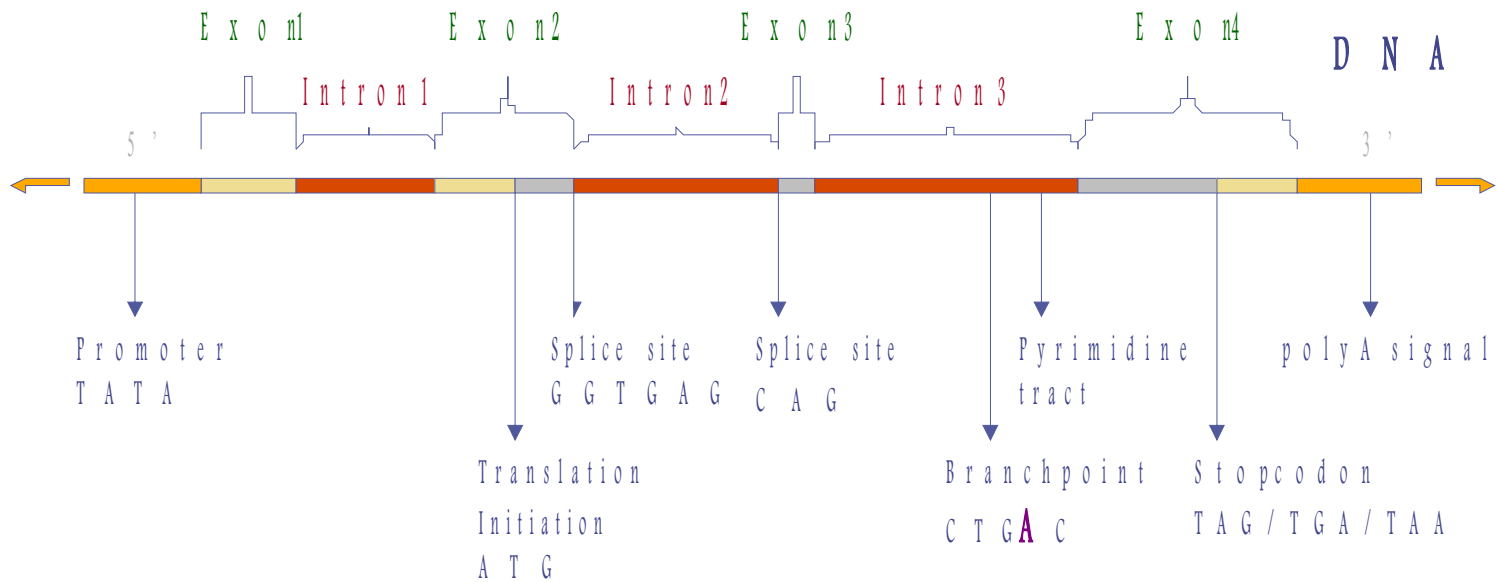 Exon1 Exon2 Exon3 Exon4
DNA
Intron1 Intron2 Intron3
5' 3'
Promoter
TATA
Splice site
GGTGAG
Splice site
CAG
Pyrimidine
tract
polyA signal
Translation
Initiation
ATG
Branchpoint
CTGAC
Stopcodon
TAG/TGA/TAA